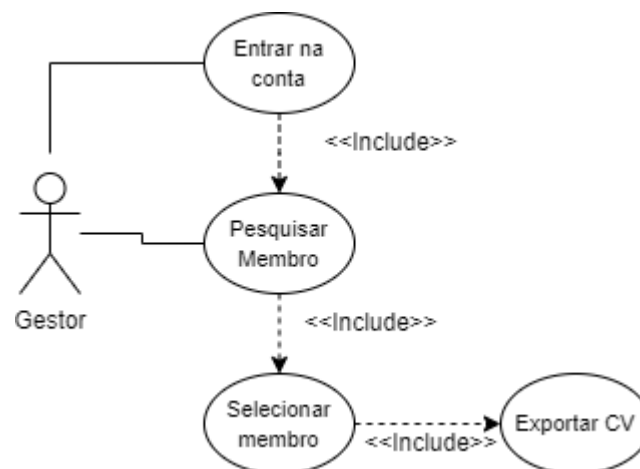 Entrar na
conta
<<Include>>
Pesquisar
Membro
Gestor
<<Include>>
Selecionar
membro
<<Include>>
Exportar CV